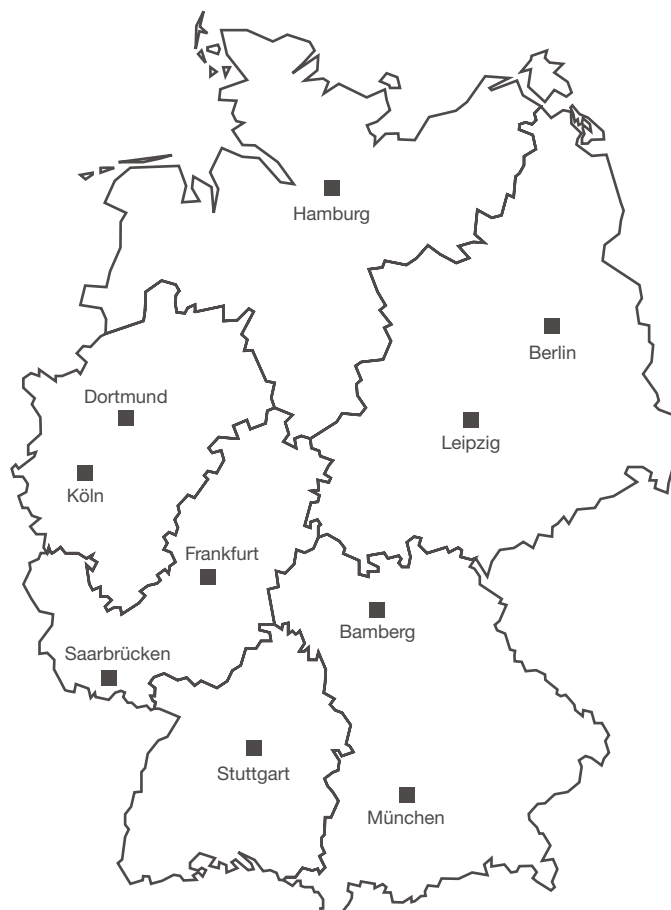 Hamburg
Berlin
Dortmund
Leipzig
Köln
Frankfurt
Bamberg
Saarbrücken
Stuttgart
München